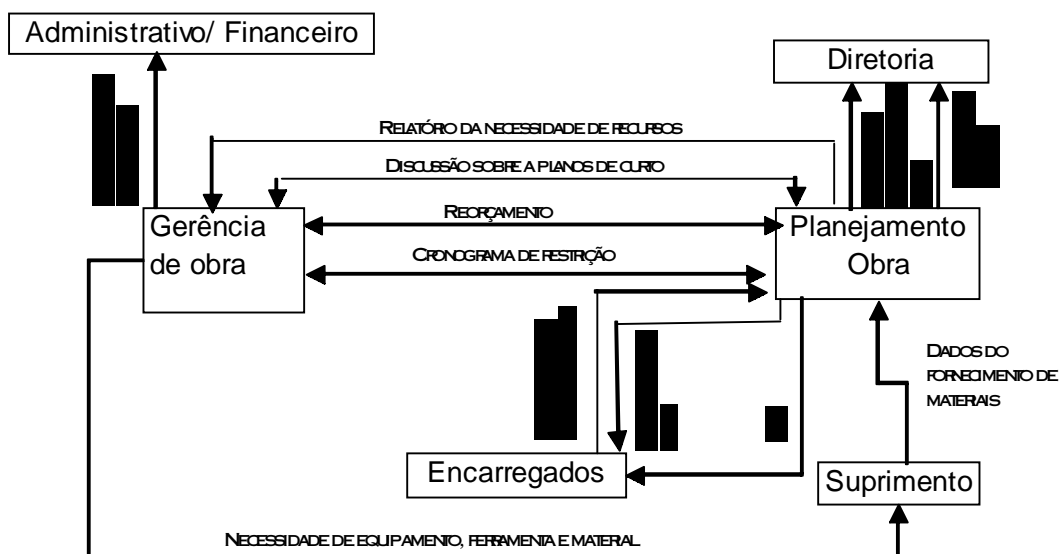 Administrativo/ Financeiro
Diretoria
RELATÓRIO DA NECESSIDADE DE RECURSOS
DISCUSSÃO SOBRE A PLANOS DE CURTO
REORÇAMENTO
Gerência
de obra
Planejamento
Obra
CRONOGRAMA DE RESTRIÇÃO
DADOS DO
FORNECIMENTO DE
MATERIAIS
Encarregados
Suprimento
NECESSIDADE DE EQUIPAMENTO, FERRAMENTA E MATERIAL